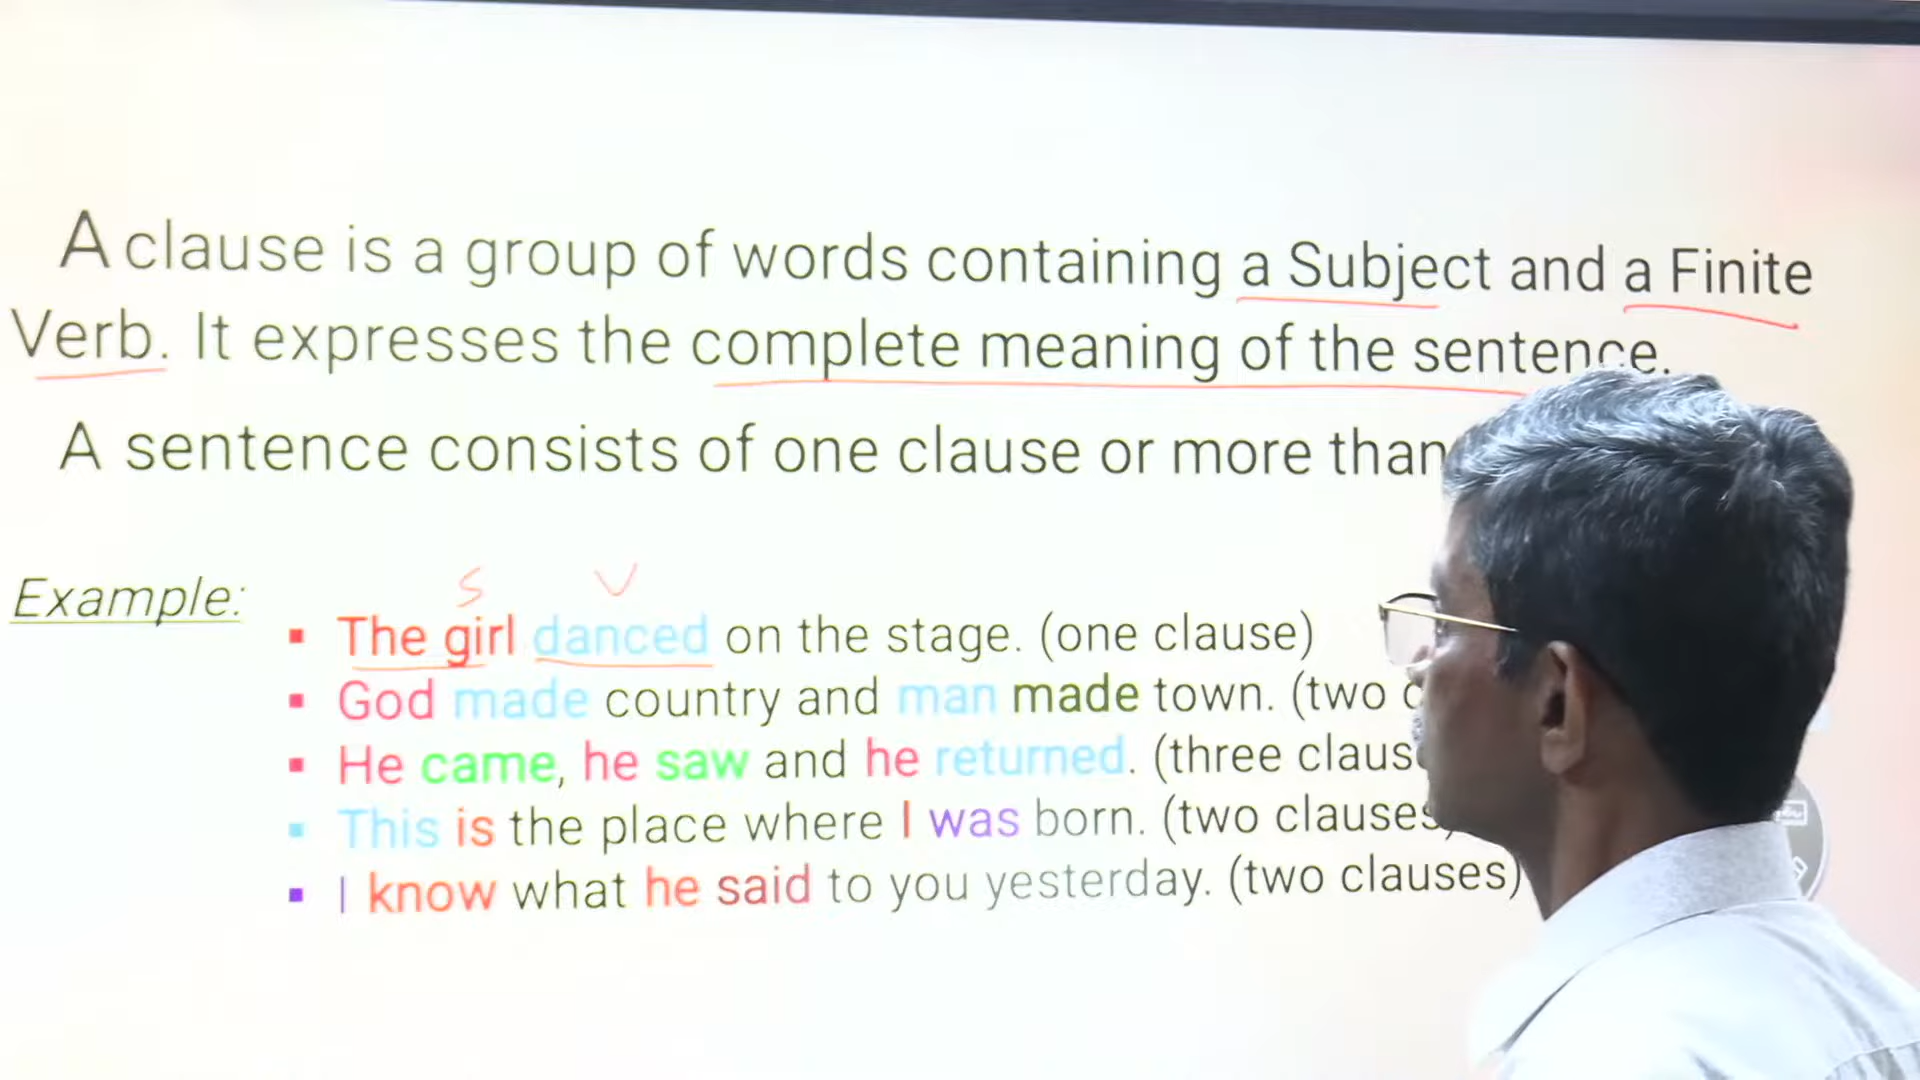 A clause is a group of words containing a Subject and a Finite
Verb. It expresses the complete meaning of the sentence.
A sentence consists of one clause or more than
Example:
S V
▪ The girl danced on the stage. (one clause)
▪ God made country and man made town. (two
▪ He came, he saw and he returned. (three
▪ This is the place where I was born. (two clauses)
▪ I know what he said to you yesterday. (two clauses)